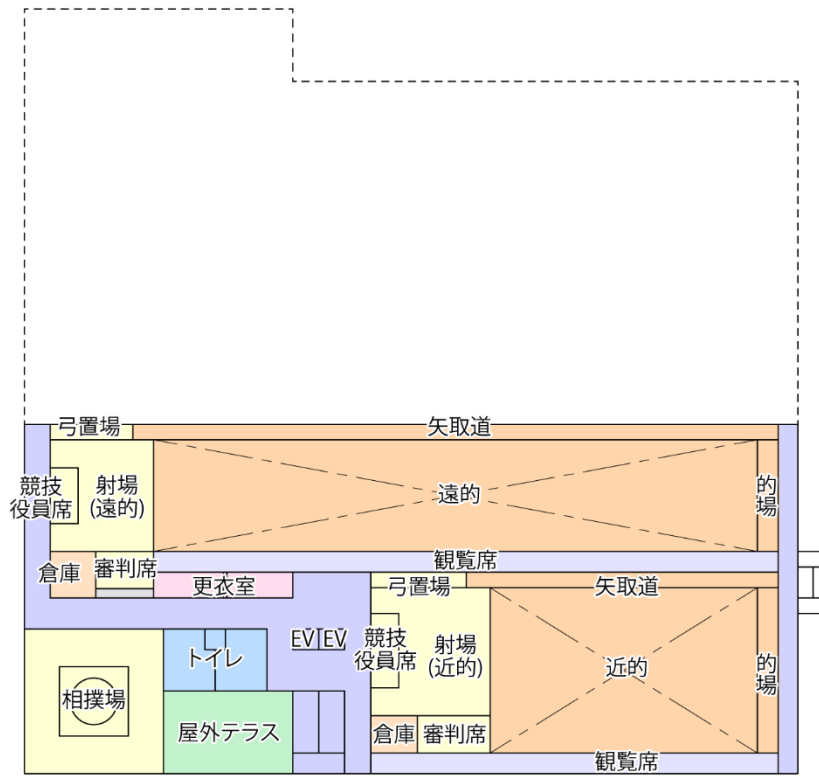 弓置場
矢取道
競技
役員席
射場
(遠的)
遠的
的場
倉庫
審判席
観覧席
更衣室
弓置場
矢取道
EV
EV
競技
役員席
射場
(近的)
近的
的場
トイレ
相撲場
屋外テラス
倉庫
審判席
観覧席